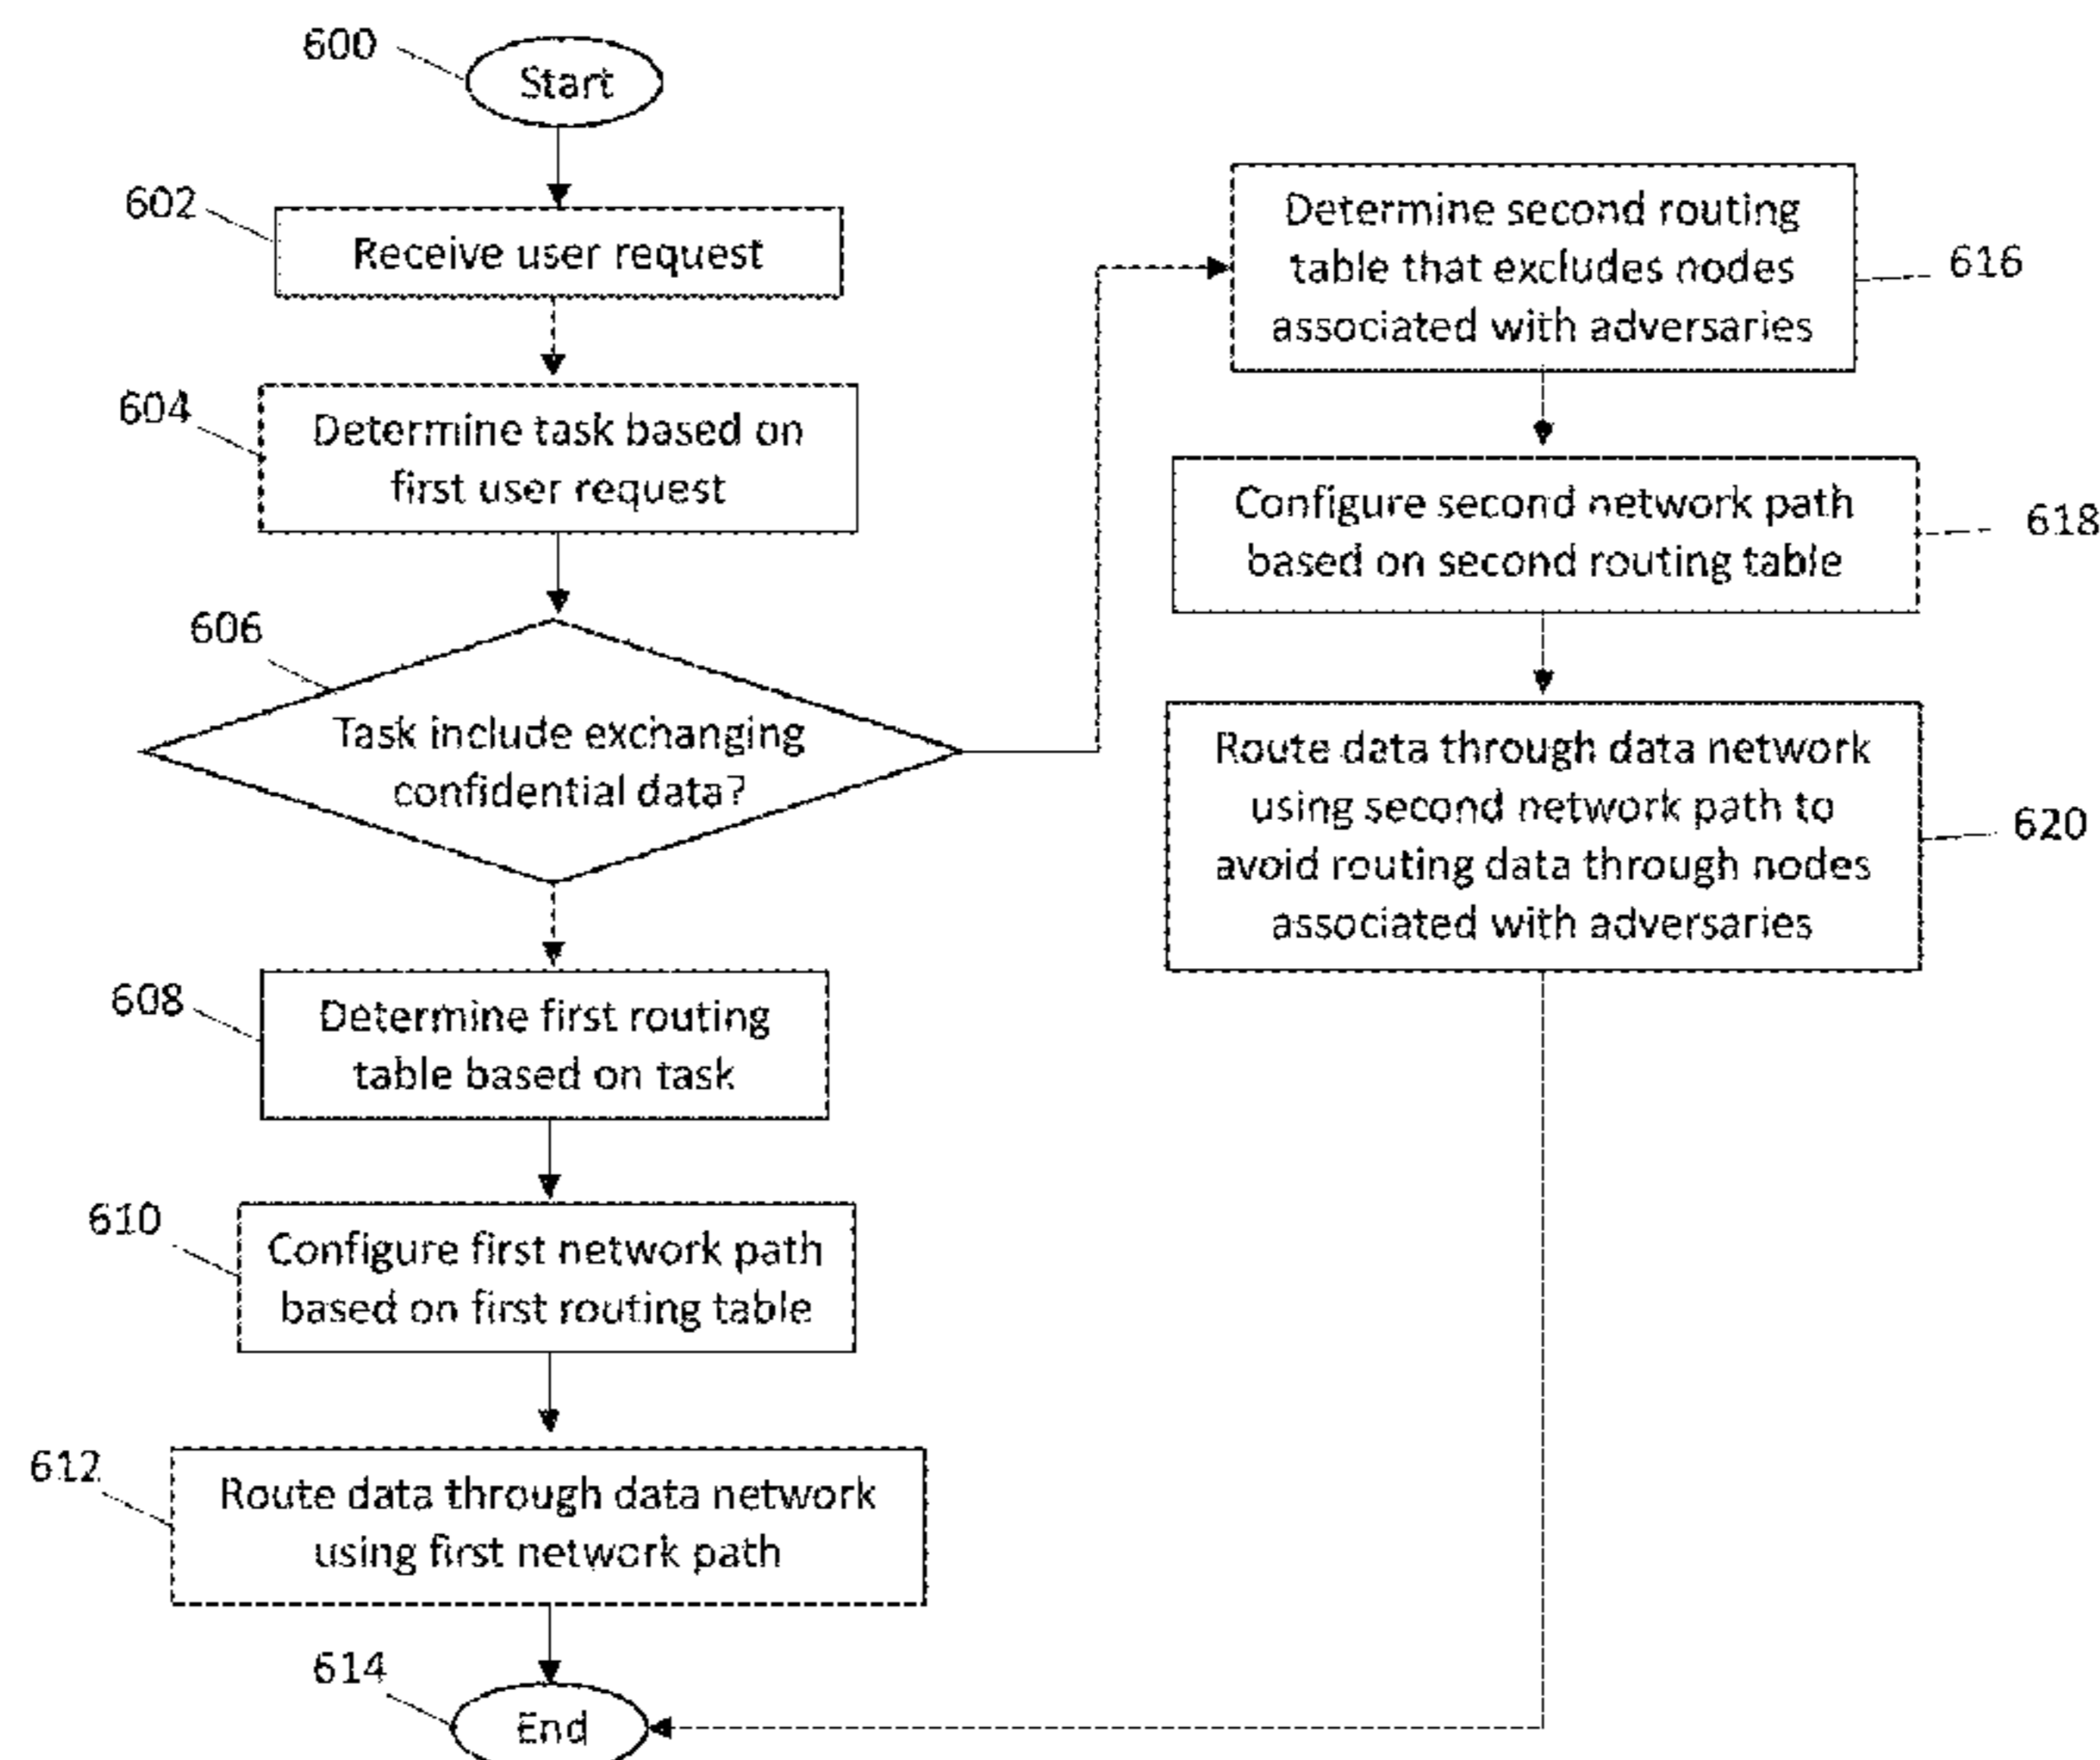 600
Start
602
Receive user request
604
Determine task based on
first user request
606
Task include exchanging
confidential data?
608
Determine first routing
table based on task
610
Configure first network path
based on first routing table
612
Route data through data network
using first network path
614
End
Determine second routing
table that excludes nodes
associated with adversaries
616
Configure second network path
based on second routing table
618
Route data through data network
using second network path to
avoid routing data through nodes
associated with adversaries
620